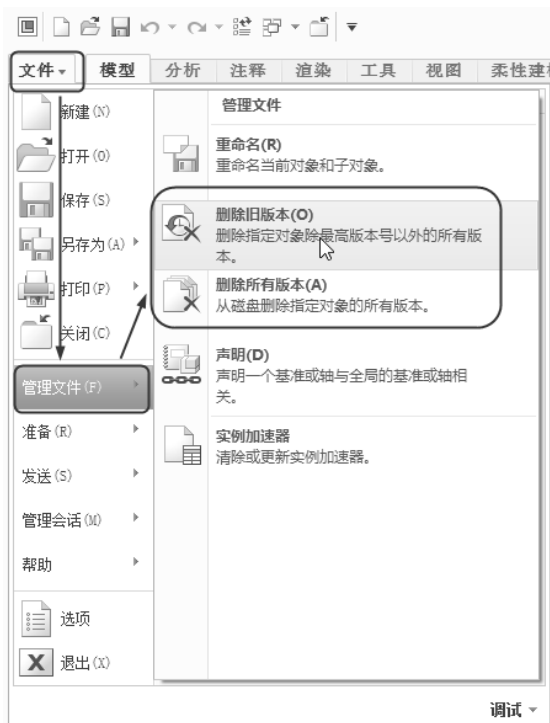 文件 模型 分析 注释 渲染 工具 视图 柔性建
新建(N)
打开(O)
保存(S)
另存为(A)
打印(P)
关闭(C)
管理文件(F)
准备(R)
发送(S)
管理会话(M)
帮助
选项
退出(X)
管理文件
重命名(R)
重命名当前对象和子对象。
删除旧版本(O)
删除指定对象除最高版本号以外的所有版
本。
删除所有版本(A)
从磁盘删除指定对象的所有版本。
声明(D)
声明一个基准或轴与全局的基准或轴相
关。
实例加速器
清除或更新实例加速器。
调试